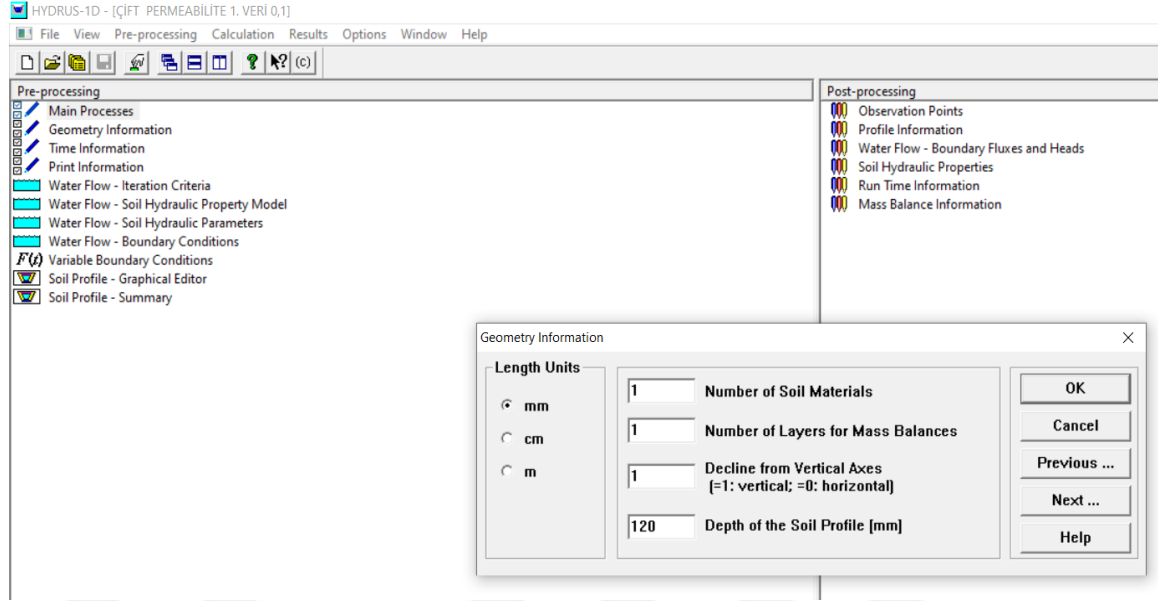 HYDRUS-1D - [ÇİFT PERMEABİLİTE 1. VERİ 0,1]
File View Pre-processing Calculation Results Options Window Help
(c)
Pre-processing
Main Processes
Geometry Information
Time Information
Print Information
Water Flow - Iteration Criteria
Water Flow - Soil Hydraulic Property Model
Water Flow - Soil Hydraulic Parameters
Water Flow - Boundary Conditions
F(t) Variable Boundary Conditions
Soil Profile - Graphical Editor
Soil Profile - Summary
Post-processing
Observation Points
Profile Information
Water Flow - Boundary Fluxes and Heads
Soil Hydraulic Properties
Run Time Information
Mass Balance Information
Geometry Information
Length Units
mm
cm
m
1 Number of Soil Materials
1 Number of Layers for Mass Balances
1 Decline from Vertical Axes
(=1: vertical; =0: horizontal)
120 Depth of the Soil Profile [mm]
OK
Cancel
Previous ...
Next ...
Help